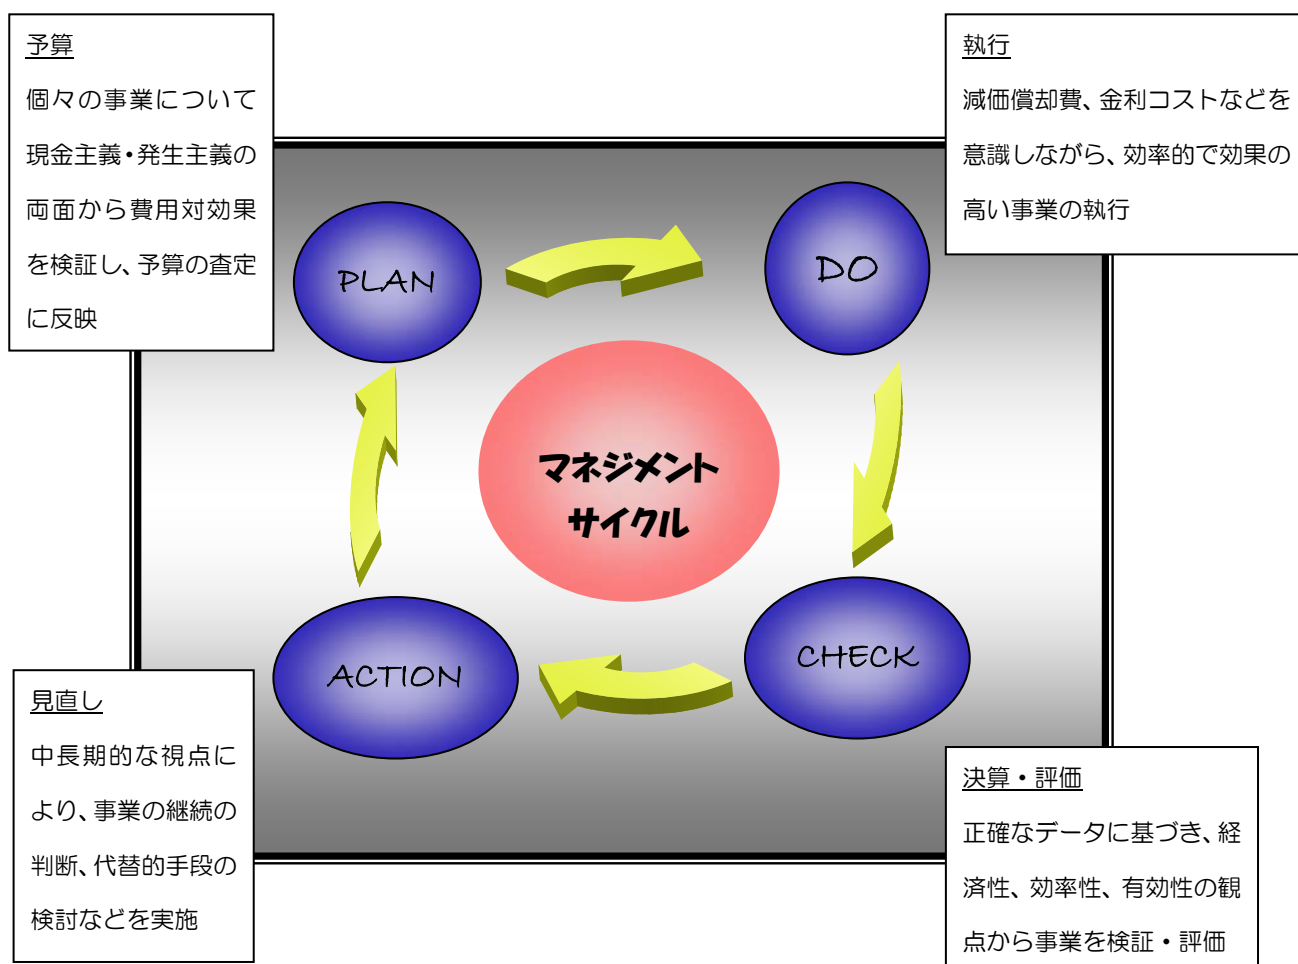 予算
個々の事業について
現金主義・発生主義の
両面から費用対効果
を検証し、予算の査定
に反映
執行
減価償却費、金利コストなどを
意識しながら、効率的で効果の
高い事業の執行
PLAN
DO
マネジメント
サイクル
ACTION
CHECK
見直し
中長期的な視点に
より、事業の継続の
判断、代替的手段の
検討などを実施
決算・評価
正確なデータに基づき、経
済性、効率性、有効性の観
点から事業を検証・評価